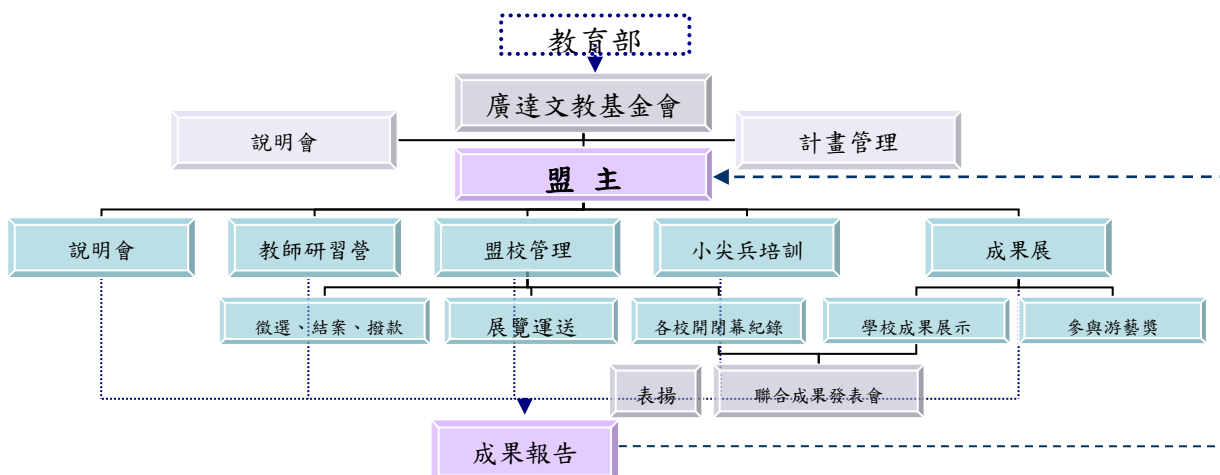 教育部
廣達文教基金會
說明會
計畫管理
盟 主
說明會
教師研習營
盟校管理
小尖兵培訓
成果展
徵選、結案、撥款
展覽運送
各校開閉幕紀錄
學校成果展示
參與游藝獎
表揚
聯合成果發表會
成果報告